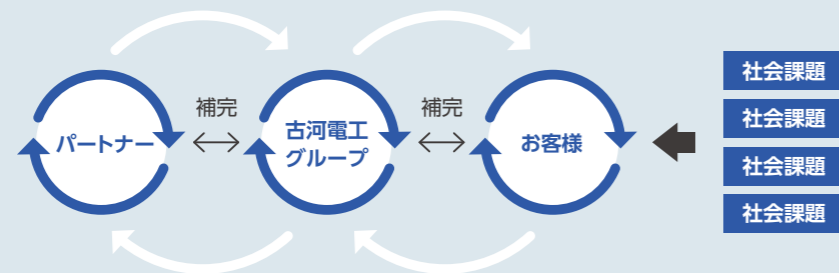 補完
補完
パートナー
古河電工
グループ
お客様
社会課題
社会課題
社会課題
社会課題